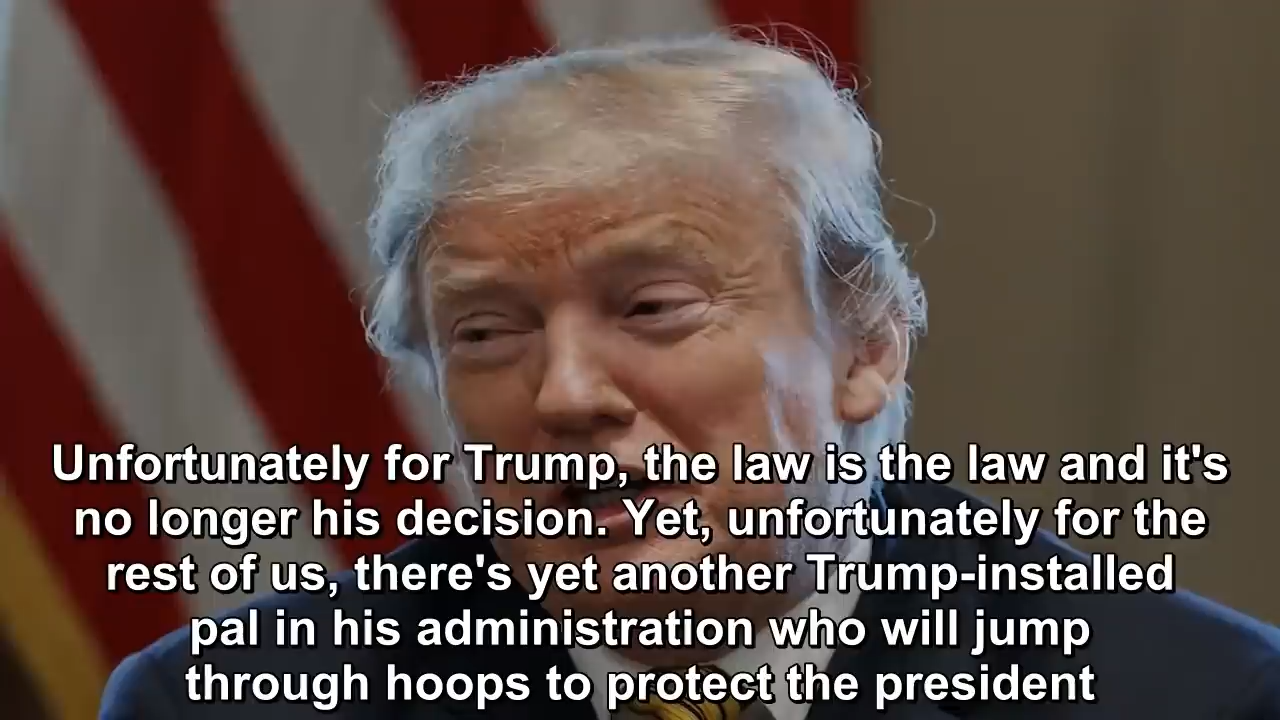 Unfortunately for Trump, the law is the law and it's
no longer his decision. Yet, unfortunately for the
rest of us, there's yet another Trump-installed
pal in his administration who will jump
through hoops to protect the president